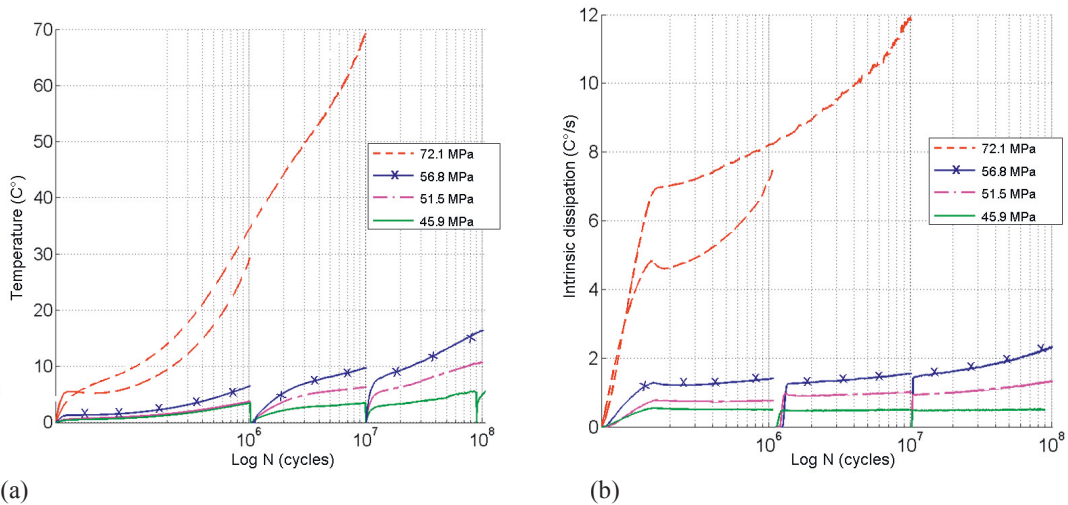 70
60
50
40
30
20
10
0
Temperature (C°)
72.1 MPa
56.8 MPa
51.5 MPa
45.9 MPa
10^6
10^7
10^8
Log N (cycles)
(a)
12
10
8
6
4
2
0
Intrinsic dissipation (C°/s)
72.1 MPa
56.8 MPa
51.5 MPa
45.9 MPa
10^6
10^7
10^8
Log N (cycles)
(b)